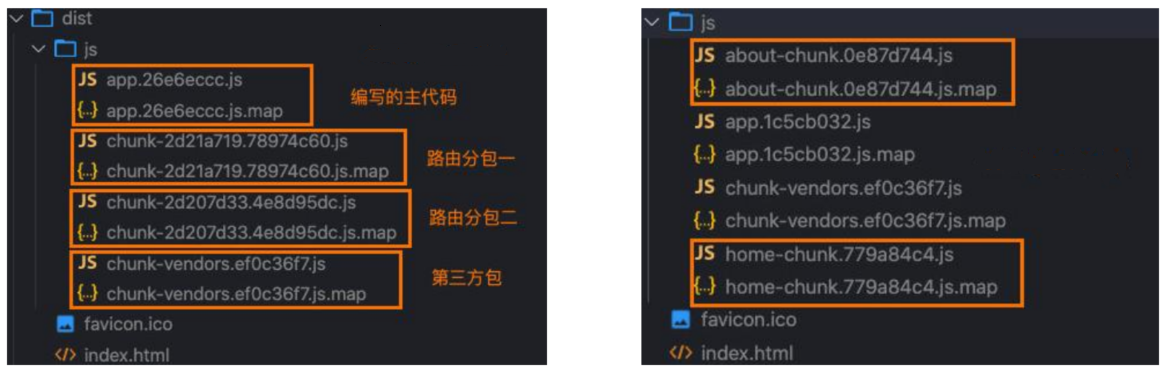 dist
js
JS app.26e6eccc.js
{..} app.26e6eccc.js.map
编写的主代码
JS chunk-2d21a719.78974c60.js
{..} chunk-2d21a719.78974c60.js.map
路由分包一
JS chunk-2d207d33.4e8d95dc.js
{..} chunk-2d207d33.4e8d95dc.js.map
路由分包二
JS chunk-vendors.ef0c36f7.js
{..} chunk-vendors.ef0c36f7.js.map
第三方包
favicon.ico
</> index.html
js
JS about-chunk.0e87d744.js
{..} about-chunk.0e87d744.js.map
JS app.1c5cb032.js
{..} app.1c5cb032.js.map
JS chunk-vendors.ef0c36f7.js
{..} chunk-vendors.ef0c36f7.js.map
JS home-chunk.779a84c4.js
{..} home-chunk.779a84c4.js.map
favicon.ico
</> index.html